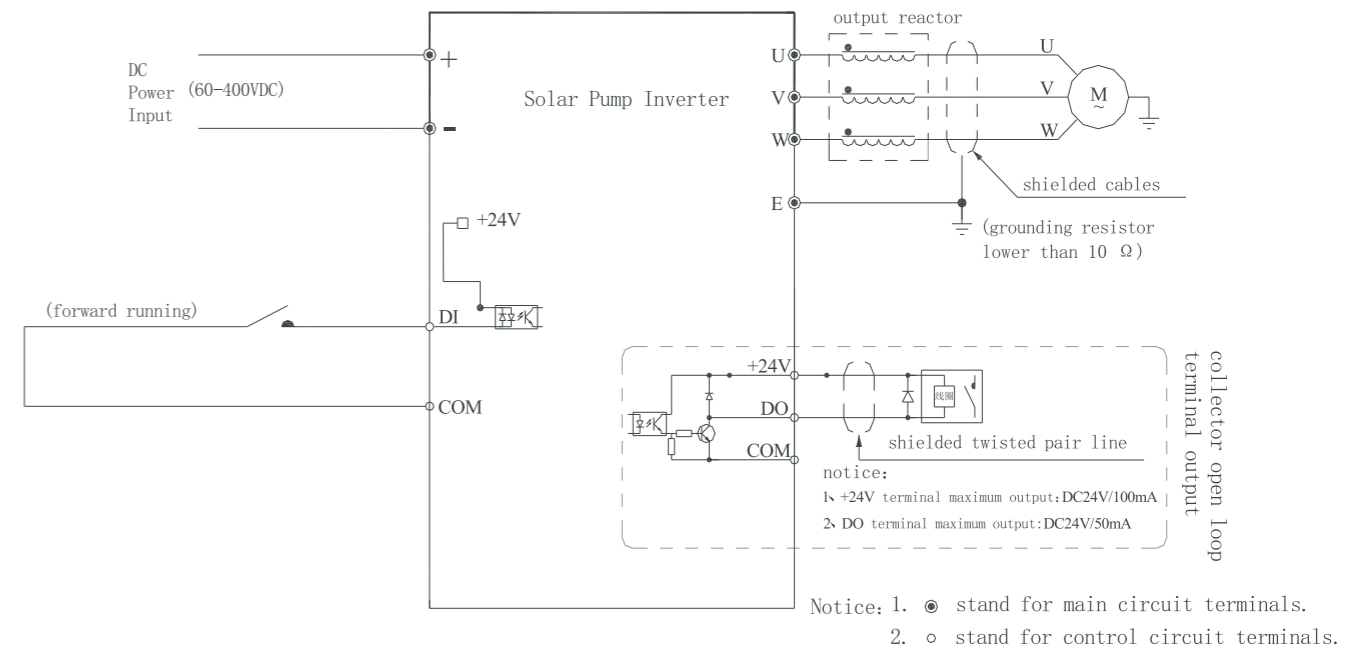 output reactor
DC
Power (60-400VDC)
Input
+
-
Solar Pump Inverter
U
V
W
E
U
V
W
M
~
shielded cables
(grounding resistor
lower than 10 Ω)
+24V
(forward running)
DI
COM
+24V
DO
COM
线圈
shielded twisted pair line
notice:
1、+24V terminal maximum output:DC24V/100mA
2、DO terminal maximum output:DC24V/50mA
collector open loop
terminal output
Notice: 1. ◉ stand for main circuit terminals.
2. ○ stand for control circuit terminals.